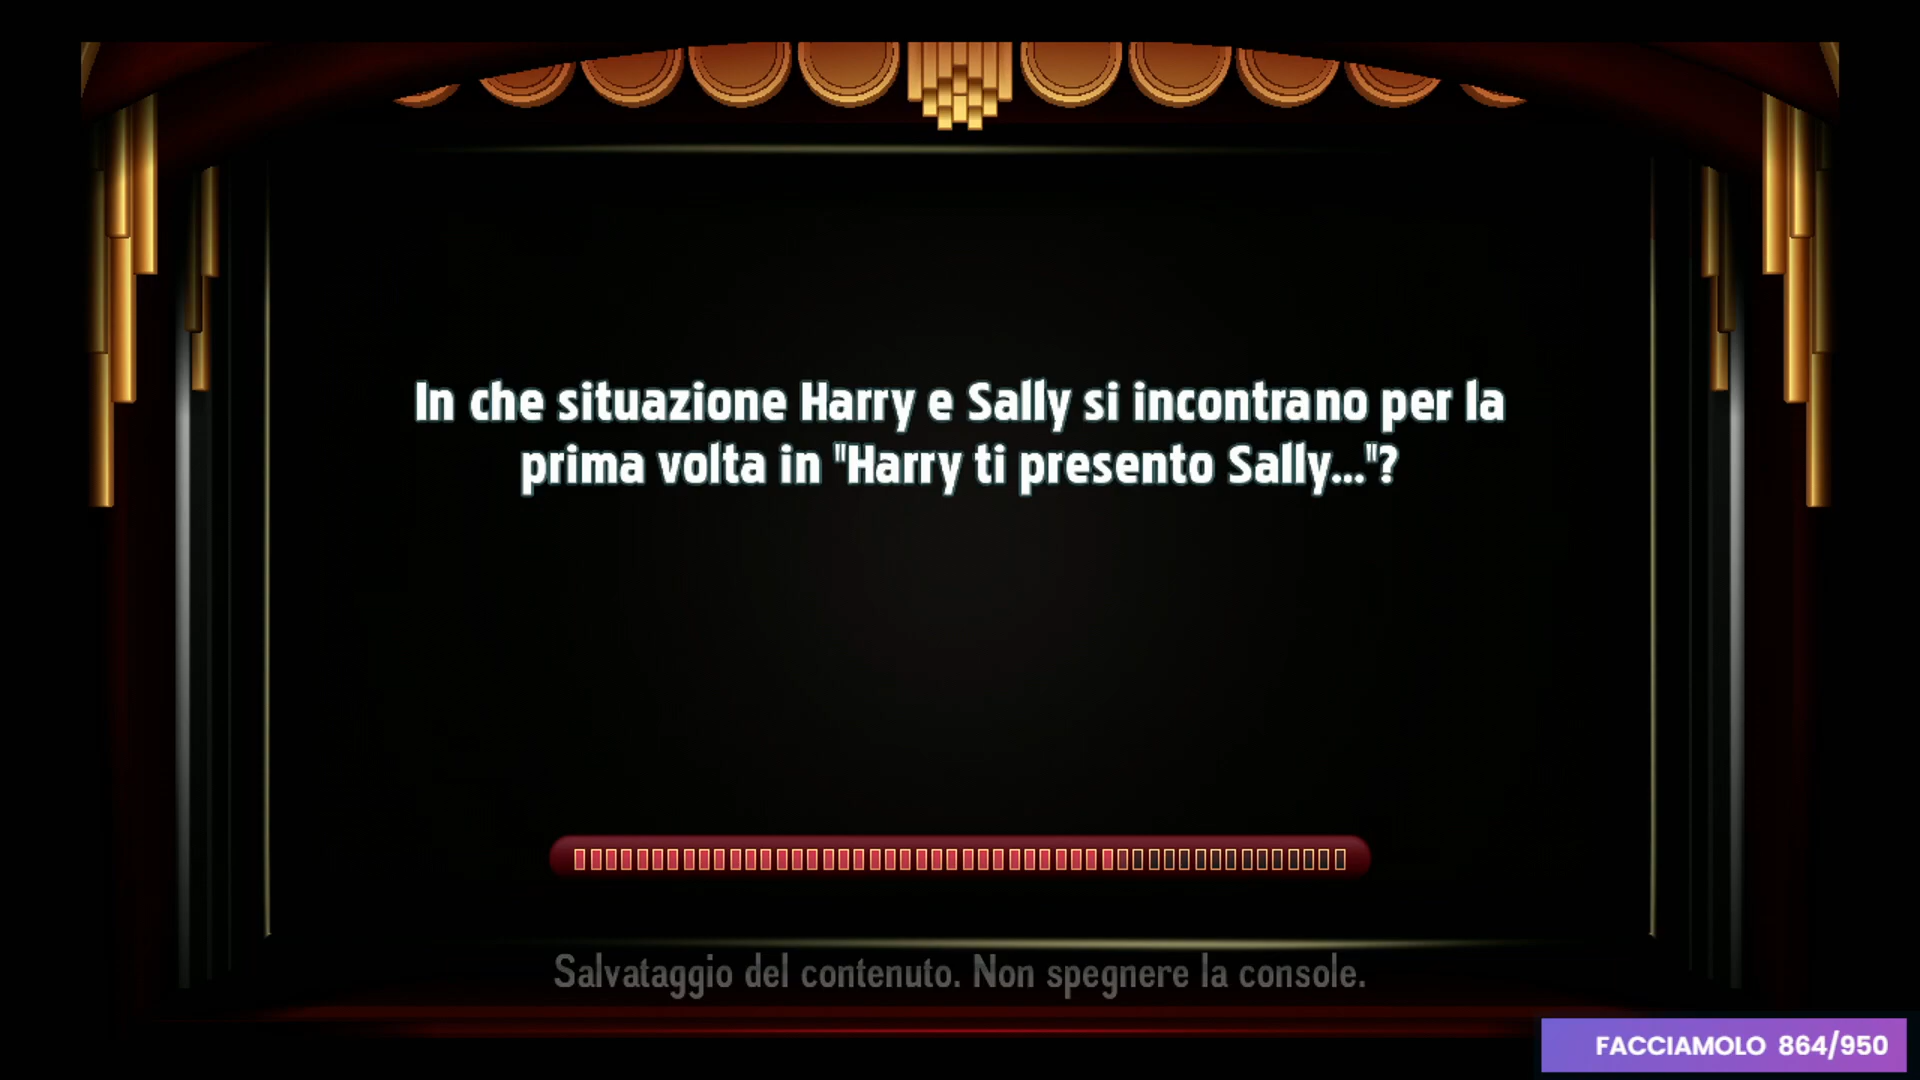 In che situazione Harry e Sally si incontrano per la
prima volta in "Harry ti presento Sally..."?
Salvataggio del contenuto. Non spegnere la console.
FACCIAMOLO 864/950